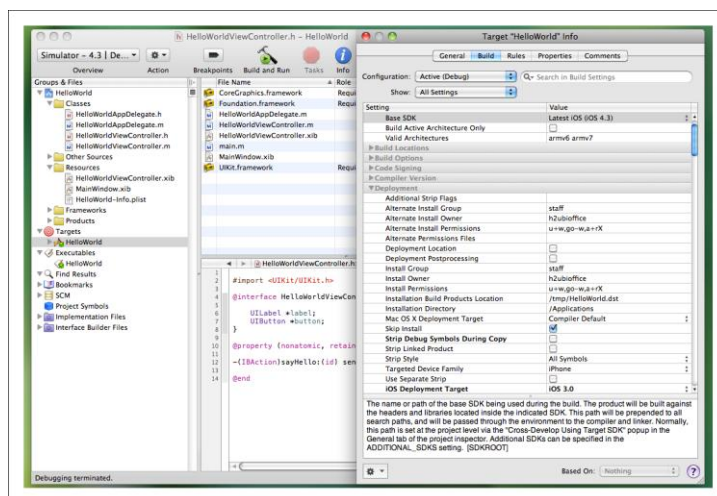 HelloWorldViewController.h - HelloWorld
Simulator - 4.3 | De...
Overview
Action
Breakpoints
Build and Run
Tasks
Info
Groups & Files
HelloWorld
Classes
HelloWorldAppDelegate.h
HelloWorldAppDelegate.m
HelloWorldViewController.h
HelloWorldViewController.m
Other Sources
Resources
HelloWorldViewController.xib
MainWindow.xib
HelloWorld-Info.plist
Frameworks
Products
Targets
HelloWorld
Executables
HelloWorld
Find Results
Bookmarks
SCM
Project Symbols
Implementation Files
Interface Builder Files
File Name Role
CoreGraphics.framework Requi
Foundation.framework Requi
HelloWorldAppDelegate.m
HelloWorldViewController.m
HelloWorldViewController.xib
main.m
MainWindow.xib
UIKit.framework Requi
HelloWorldViewController.h:
1
2 #import <UIKit/UIKit.h>
3
4 @interface HelloWorldViewCon
5
6 UILabel *label;
7 UIButton *button;
8 }
9
10 @property (nonatomic, retain
11
12 -(IBAction)sayHello:(id) sen
13
14 @end
Debugging terminated.
Target "HelloWorld" Info
General Build Rules Properties Comments
Configuration: Active (Debug) Search in Build Settings
Show: All Settings
Setting Value
Base SDK Latest iOS (iOS 4.3)
Build Active Architecture Only
Valid Architectures armv6 armv7
Build Locations
Build Options
Code Signing
Compiler Version
Deployment
Additional Strip Flags
Alternate Install Group staff
Alternate Install Owner h2ubioffice
Alternate Install Permissions u+w,go-w,a+rX
Alternate Permissions Files
Deployment Location
Deployment Postprocessing
Install Group staff
Install Owner h2ubioffice
Install Permissions u+w,go-w,a+rX
Installation Build Products Location /tmp/HelloWorld.dst
Installation Directory /Applications
Mac OS X Deployment Target Compiler Default
Skip Install
Strip Debug Symbols During Copy
Strip Linked Product
Strip Style All Symbols
Targeted Device Family iPhone
Use Separate Strip
iOS Deployment Target iOS 3.0
The name or path of the base SDK being used during the build. The product will be built against
the headers and libraries located inside the indicated SDK. This path will be prepended to all
search paths, and will be passed through the environment to the compiler and linker. Normally,
this path is set at the project level via the "Cross-Develop Using Target SDK" popup in the
General tab of the project inspector. Additional SDKs can be specified in the
ADDITIONAL_SDKS setting. [SDKROOT]
Based On: Nothing
?